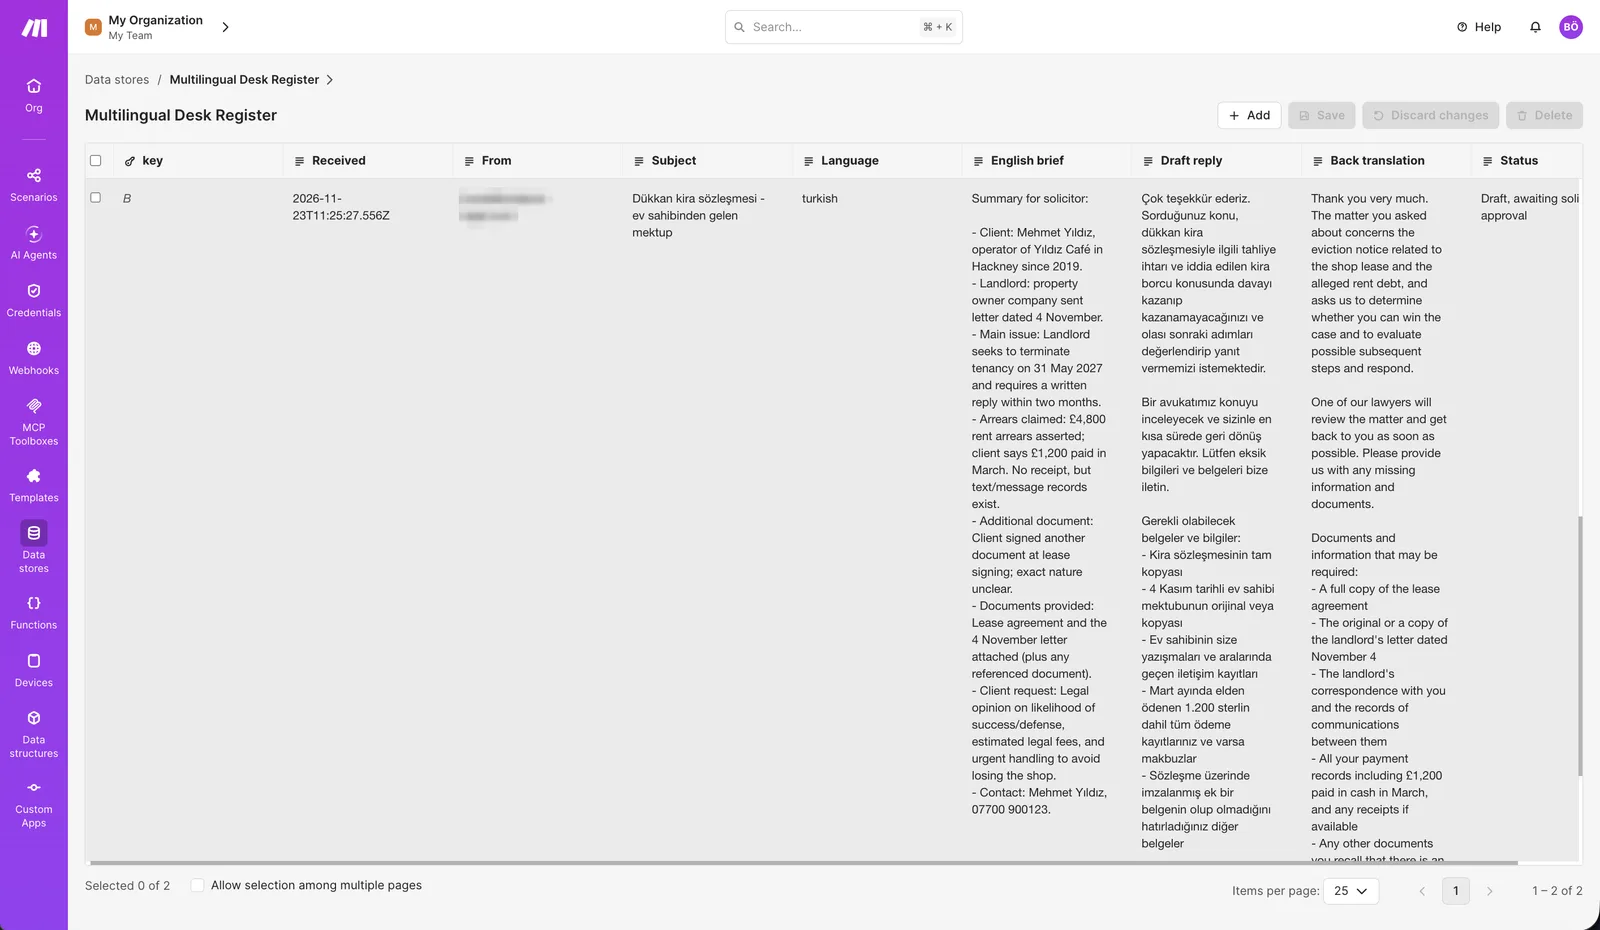 My Organization
My Team
M
Search...
⌘ + K
Help
BÖ
Org
Scenarios
AI Agents
Credentials
Webhooks
MCP
Toolboxes
Templates
Data
stores
Functions
Devices
Data
structures
Custom
Apps
Data stores / Multilingual Desk Register
Multilingual Desk Register
Add
Save
Discard changes
Delete
key
Received
From
Subject
Language
English brief
Draft reply
Back translation
Status
B
2026-11-
23T11:25:27.556Z
Dükkan kira sözleşmesi -
ev sahibinden gelen
mektup
turkish
Summary for solicitor:
- Client: Mehmet Yıldız,
operator of Yıldız Café in
Hackney since 2019.
- Landlord: property
owner company sent
letter dated 4 November.
- Main issue: Landlord
seeks to terminate
tenancy on 31 May 2027
and requires a written
reply within two months.
- Arrears claimed: £4,800
rent arrears asserted;
client says £1,200 paid in
March. No receipt, but
text/message records
exist.
- Additional document:
Client signed another
document at lease
signing; exact nature
unclear.
- Documents provided:
Lease agreement and the
4 November letter
attached (plus any
referenced document).
- Client request: Legal
opinion on likelihood of
success/defense,
estimated legal fees, and
urgent handling to avoid
losing the shop.
- Contact: Mehmet Yıldız,
07700 900123.
Çok teşekkür ederiz.
Sorduğunuz konu,
dükkan kira
sözleşmesiyle ilgili tahliye
ihtarı ve iddia edilen kira
borcu konusunda davayı
kazanıp
kazanamayacağınızı ve
olası sonraki adımları
değerlendirip yanıt
vermemizi istemektedir.
Bir avukatımız konuyu
inceleyecek ve sizinle en
kısa sürede geri dönüş
yapacaktır. Lütfen eksik
bilgileri ve belgeleri bize
iletin.
Gerekli olabilecek
belgeler ve bilgiler:
- Kira sözleşmesinin tam
kopyası
- 4 Kasım tarihli ev sahibi
mektubunun orijinal veya
kopyası
- Ev sahibinin size
yazışmaları ve aralarında
geçen iletişim kayıtları
- Mart ayında elden
ödenen 1.200 sterlin
dahil tüm ödeme
kayıtlarınız ve varsa
makbuzlar
- Sözleşme üzerinde
imzalanmış ek bir
belgenin olup olmadığını
hatırladığınız diğer
belgeler
Thank you very much.
The matter you asked
about concerns the
eviction notice related to
the shop lease and the
alleged rent debt, and
asks us to determine
whether you can win the
case and to evaluate
possible subsequent
steps and respond.
One of our lawyers will
review the matter and get
back to you as soon as
possible. Please provide
us with any missing
information and
documents.
Documents and
information that may be
required:
- A full copy of the lease
agreement
- The original or a copy of
the landlord's letter dated
November 4
- The landlord's
correspondence with you
and the records of
communications
between them
- All your payment
records including £1,200
paid in cash in March,
and any receipts if
available
- Any other documents
you recall that there is an
Draft, awaiting soli
approval
Selected 0 of 2
Allow selection among multiple pages
Items per page:
25
1
1 – 2 of 2